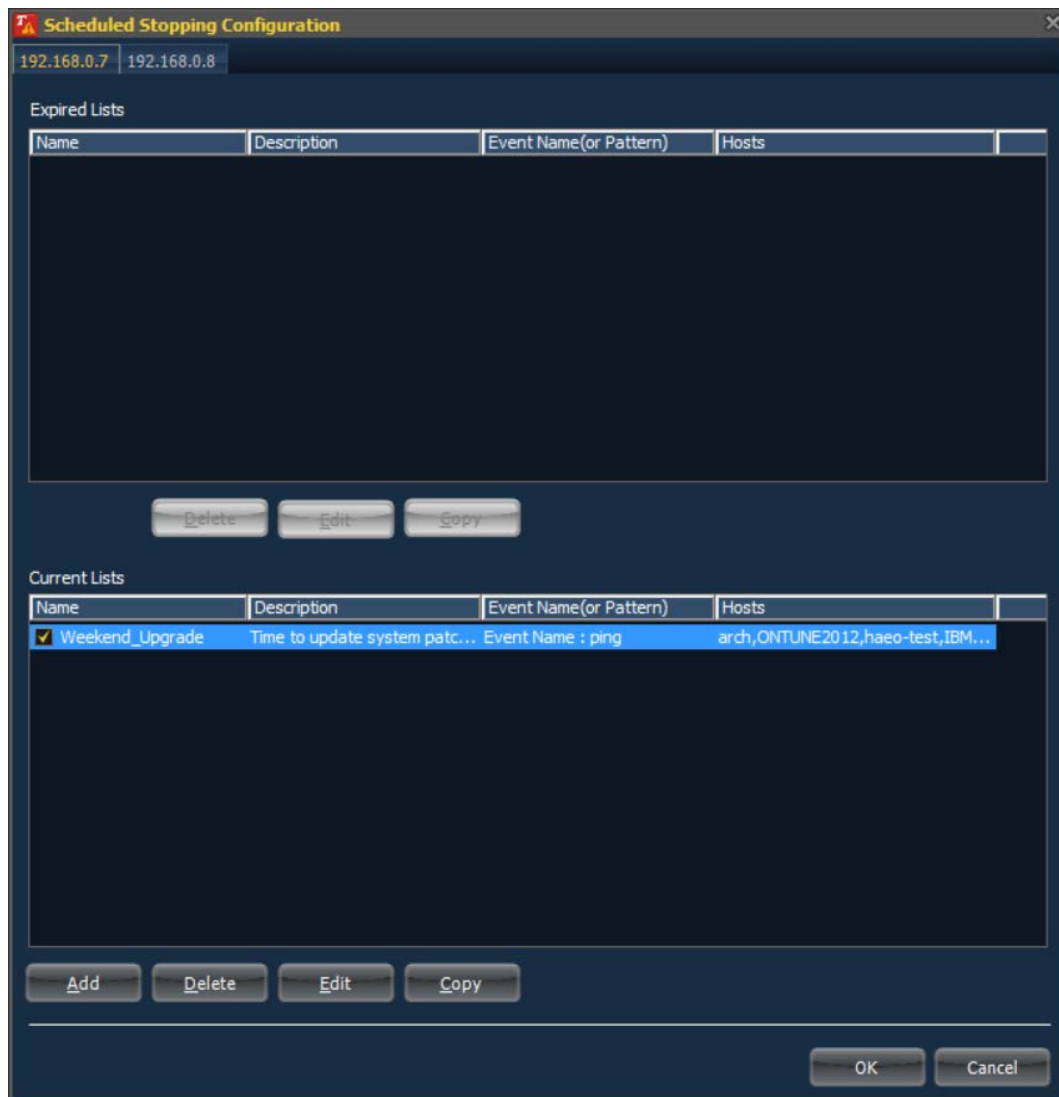 Scheduled Stopping Configuration
192.168.0.7 192.168.0.8
Expired Lists
Name Description Event Name(or Pattern) Hosts
Delete Edit Copy
Current Lists
Name Description Event Name(or Pattern) Hosts
Weekend_Upgrade Time to update system patc... Event Name : ping arch,ONTUNE2012,haeo-test,IBM...
Add Delete Edit Copy
OK Cancel